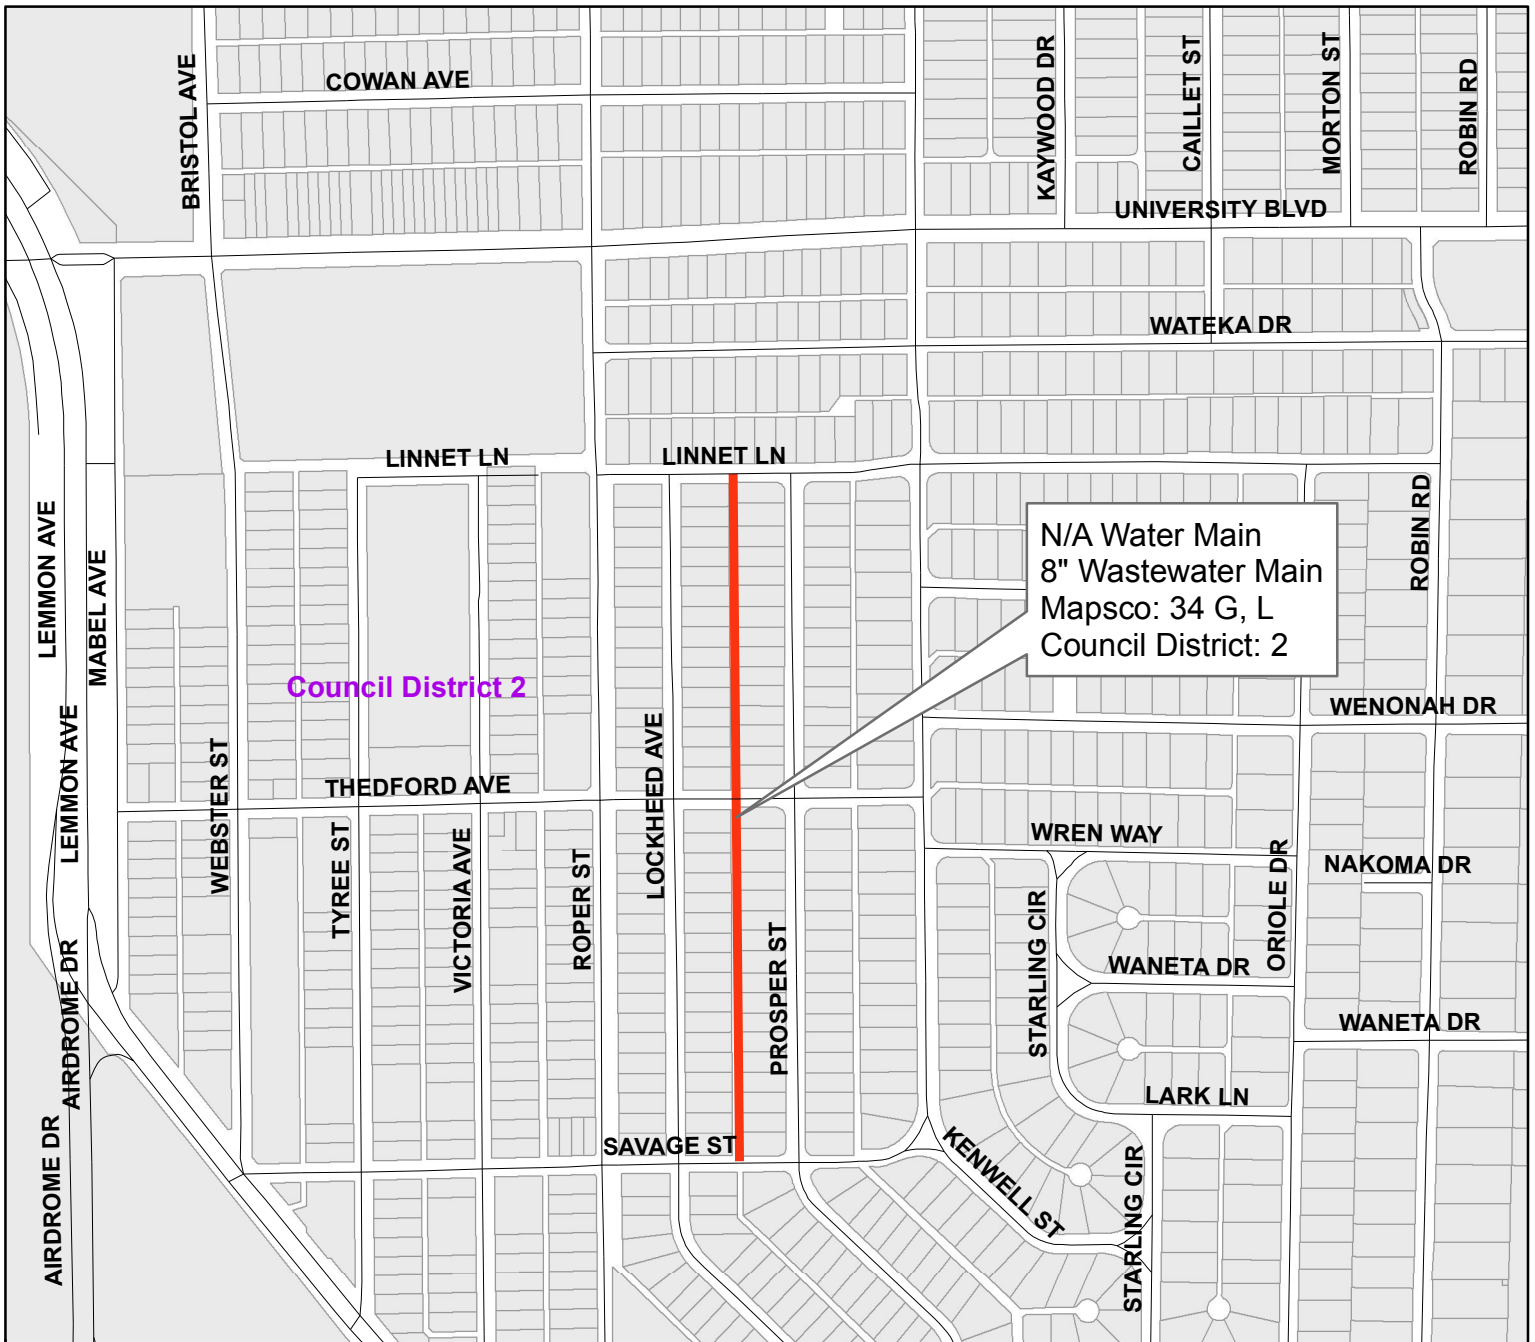 COWAN AVE
BRISTOL AVE
KAYWOOD DR
CAILLET ST
MORTON ST
ROBIN RD
UNIVERSITY BLVD
WATEKA DR
LINNET LN
LINNET LN
LEMMON AVE
MABEL AVE
ROBIN RD
N/A Water Main
8" Wastewater Main
Mapsco: 34 G, L
Council District: 2
Council District 2
WENONAH DR
LEMMON AVE
WEBSTER ST
THEDFORD AVE
LOCKHEED AVE
TYREE ST
VICTORIA AVE
ROPER ST
WREN WAY
ORIOLE DR
NAKOMA DR
STARLING CIR
WANETA DR
PROSPER ST
AIRDROME DR
WANETA DR
LARK LN
SAVAGE ST
KENWELL ST
STARLING CIR
AIRDROME DR